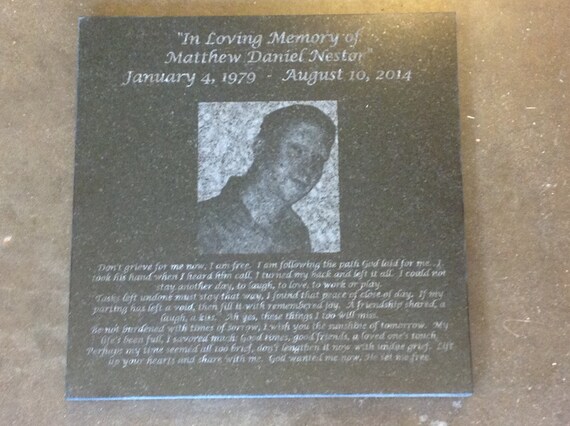 "In Loving Memory of:
Matthew Daniel Nestor"
January 4, 1979 - August 10, 2014
Don't grieve for me now, I am free. I am following the path God laid for me. I
took his hand when I heard him call, I turned my back and left it all. I could not
stay another day, to laugh, to love, to work or play.
Tasks left undone must stay that way, I found that peace at close of day. If my
parting has left a void, then fill it with remembered joy. A friendship shared, a
laugh, a kiss. Ah yes, these things I too will miss.
Be not burdened with times of sorrow, I wish you the sunshine of tomorrow. My
life's been full, I savored much: Good times, good friends, a loved one's touch.
Perhaps my time seemed all too brief, don't lengthen it now with undue grief. Lift
up your hearts and share with me. God wanted me now, He set me free.